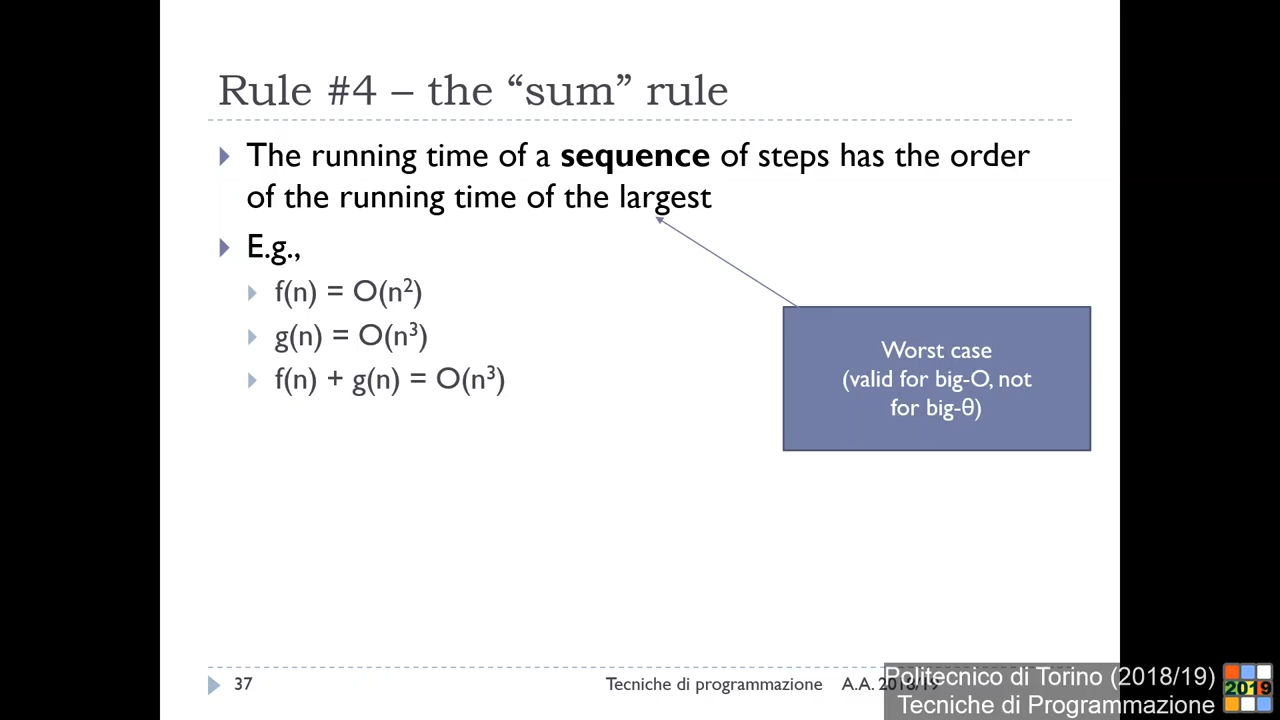 Rule #4 – the “sum” rule
The running time of a sequence of steps has the order
of the running time of the largest
E.g.,
f(n) = O(n²)
g(n) = O(n³)
f(n) + g(n) = O(n³)
Worst case
(valid for big-O, not
for big-θ)
37
Tecniche di programmazione A.A. 2018/19
Politecnico di Torino (2018/19)
Tecniche di Programmazione
2019